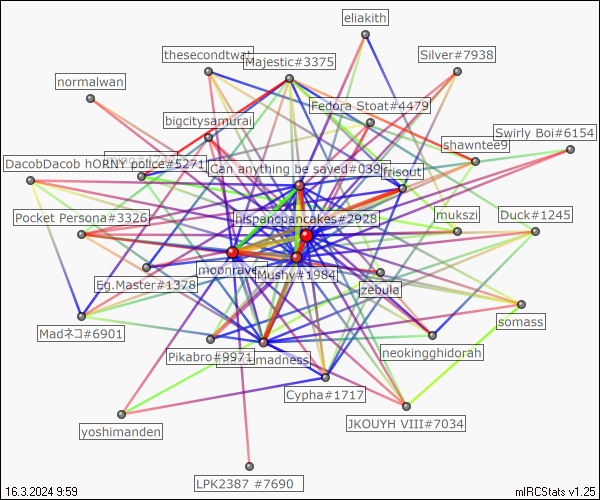 eliakith
thesecondtwat
Majestic#3375
Silver#7938
normalwan
Fedora Stoat#4479
bigcitysamurai
Swirly Boi#6154
shawntee9
DacobDacob hORNY police#5271
Can anything be saved#039
frisout
Pocket Persona#3326
hispanicpancakes#2928
mukszi
Duck#1245
moonrave
Mushy#1984
Eg.Master#1378
zebula
somass
Madネコ#6901
Pikabro#9971
madness
neokingghidorah
Cypha#1717
JKOUYH VIII#7034
yoshimanden
LPK2387 #7690
16.3.2024 9:59
mIRCStats v1.25